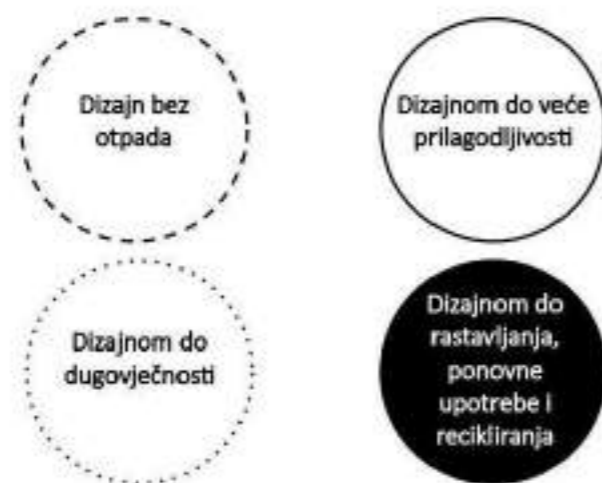 Dizajn bez
otpada
Dizajnom do veće
prilagodljivosti
Dizajnom do
dugovječnosti
Dizajnom do
rastavljanja,
ponovne
upotrebe i
recikliranja